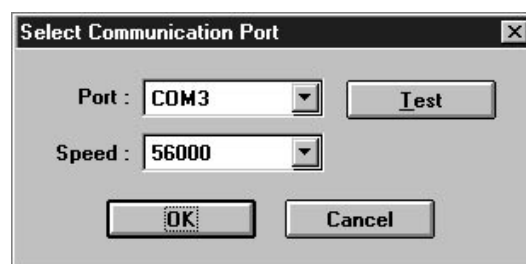 Select Communication Port
Port : COM3 Test
Speed : 56000
OK Cancel